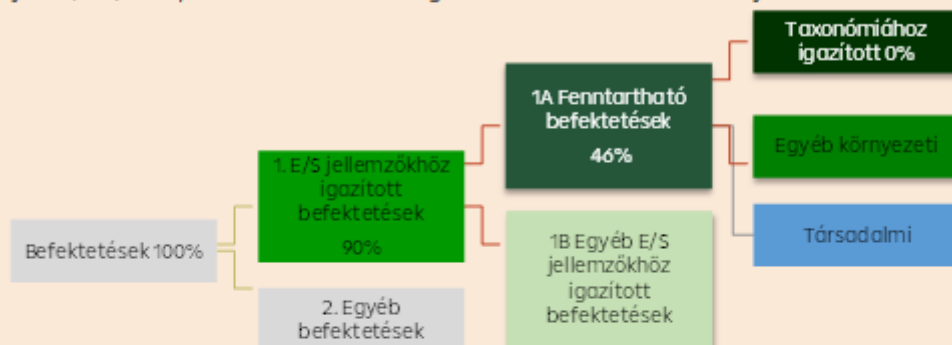 Taxonómiához
igazított 0%
1A Fenntartható
befektetések
46%
Egyéb környezeti
1. E/S jellemzőkhöz
igazított
befektetések
90%
Társadalmi
Befektetések 100%
1B Egyéb E/S
jellemzőkhöz
igazított
befektetések
2. Egyéb
befektetések